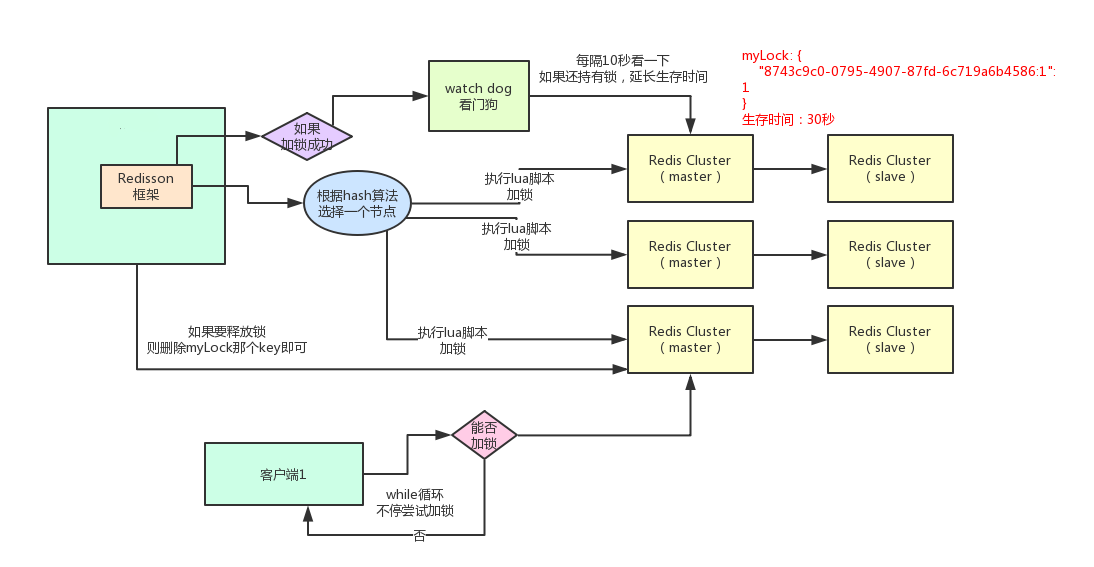 每隔10秒看一下
如果还持有锁，延长生存时间
myLock: {
"8743c9c0-0795-4907-87fd-6c719a6b4586:1":
1
}
生存时间：30秒
watch dog
看门狗
如果
加锁成功
Redisson
框架
根据hash算法
选择一个节点
执行lua脚本
加锁
Redis Cluster
（master）
Redis Cluster
（slave）
执行lua脚本
加锁
Redis Cluster
（master）
Redis Cluster
（slave）
如果要释放锁
则删除myLock那个key即可
执行lua脚本
加锁
Redis Cluster
（master）
Redis Cluster
（slave）
能否
加锁
客户端1
while循环
不停尝试加锁
否